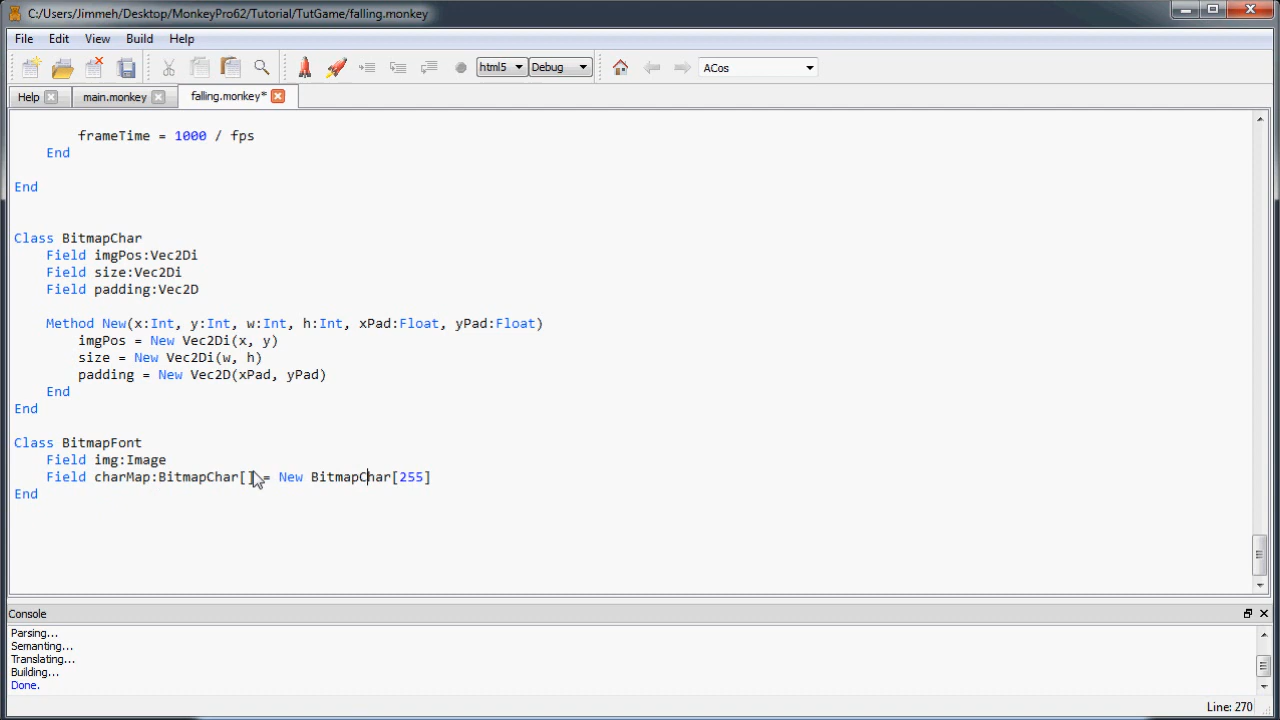 C:/Users/Jimmeh/Desktop/MonkeyPro62/Tutorial/TutGame/falling.monkey
File Edit View Build Help
html5 Debug ACos
Help main.monkey falling.monkey*
frameTime = 1000 / fps
End
End
Class BitmapChar
Field imgPos:Vec2Di
Field size:Vec2Di
Field padding:Vec2D
Method New(x:Int, y:Int, w:Int, h:Int, xPad:Float, yPad:Float)
imgPos = New Vec2Di(x, y)
size = New Vec2Di(w, h)
padding = New Vec2D(xPad, yPad)
End
End
Class BitmapFont
Field img:Image
Field charMap:BitmapChar[] = New BitmapChar[255]
End
Console
Parsing...
Semanting...
Translating...
Building...
Done.
Line: 270